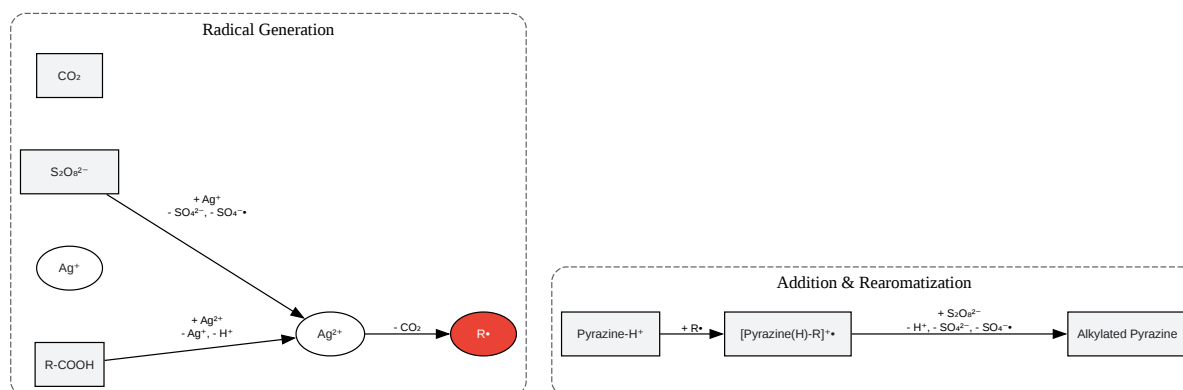 Radical Generation
CO₂
S₂O₈²⁻
+ Ag⁺
- SO₄²⁻, - SO₄⁻•
Ag⁺
+ Ag²⁺
- Ag⁺, - H⁺
R-COOH
Ag²⁺
- CO₂
R•
Addition & Rearomatization
Pyrazine-H⁺
+ R•
[Pyrazine(H)-R]⁺•
+ S₂O₈²⁻
- H⁺, - SO₄²⁻, - SO₄⁻•
Alkylated Pyrazine